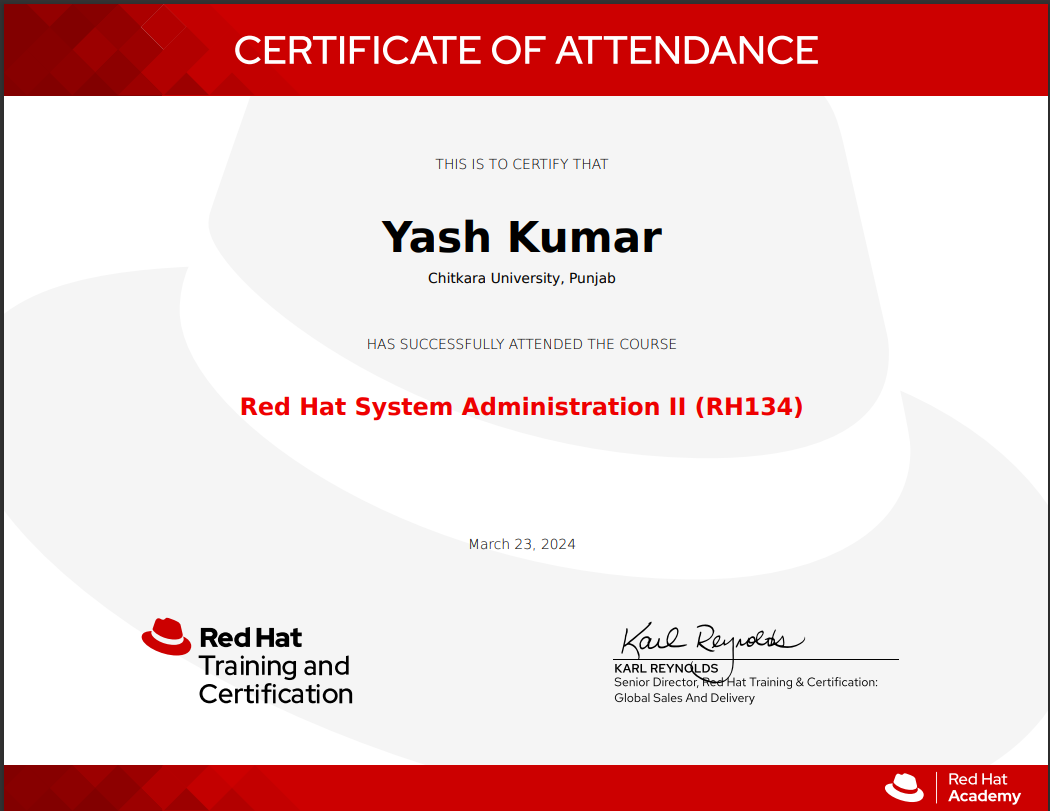 CERTIFICATE OF ATTENDANCE
THIS IS TO CERTIFY THAT
Yash Kumar
Chitkara University, Punjab
HAS SUCCESSFULLY ATTENDED THE COURSE
Red Hat System Administration II (RH134)
March 23, 2024
Red Hat
Training and
Certification
Karl Reynolds
KARL REYNOLDS
Senior Director, Red Hat Training & Certification:
Global Sales And Delivery
Red Hat
Academy